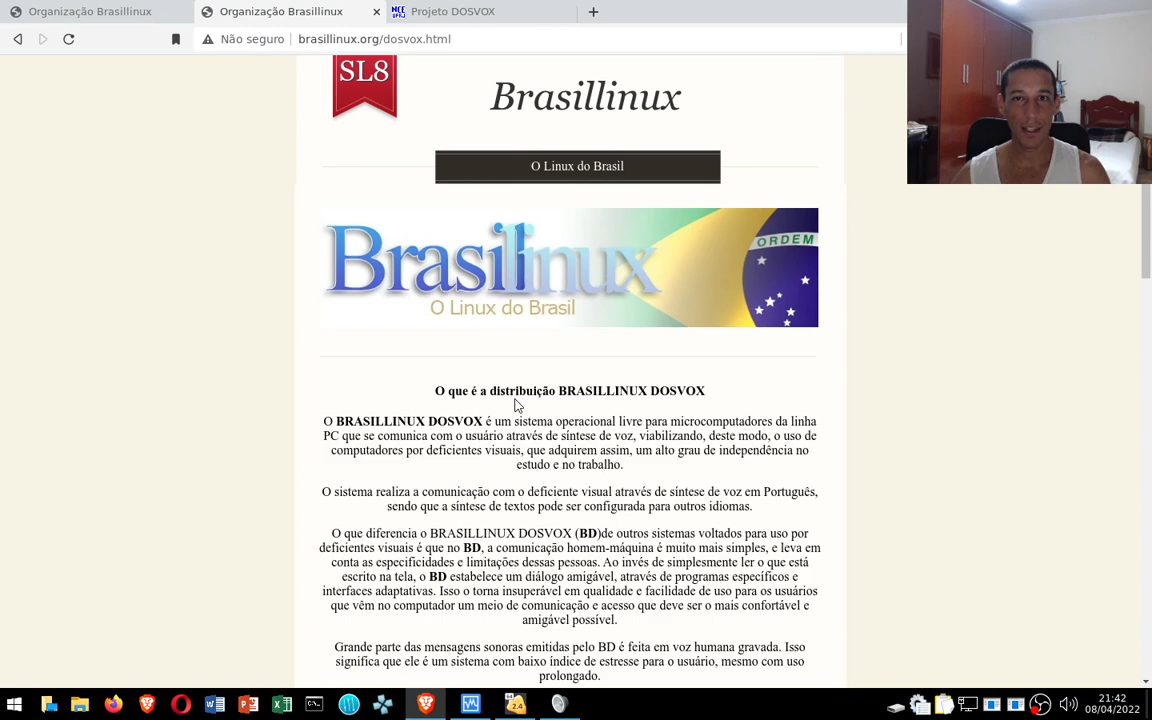 Organização Brasillinux
Organização Brasillinux
Projeto DOSVOX
Não seguro
brasillinux.org/dosvox.html
SL8
Brasillinux
O Linux do Brasil
Brasillinux
O Linux do Brasil
ORDEM
O que é a distribuição BRASILLINUX DOSVOX
O BRASILLINUX DOSVOX é um sistema operacional livre para microcomputadores da linha
PC que se comunica com o usuário através de síntese de voz, viabilizando, deste modo, o uso de
computadores por deficientes visuais, que adquirem assim, um alto grau de independência no
estudo e no trabalho.
O sistema realiza a comunicação com o deficiente visual através de síntese de voz em Português,
sendo que a síntese de textos pode ser configurada para outros idiomas.
O que diferencia o BRASILLINUX DOSVOX (BD)de outros sistemas voltados para uso por
deficientes visuais é que no BD, a comunicação homem-máquina é muito mais simples, e leva em
conta as especificidades e limitações dessas pessoas. Ao invés de simplesmente ler o que está
escrito na tela, o BD estabelece um diálogo amigável, através de programas específicos e
interfaces adaptativas. Isso o torna insuperável em qualidade e facilidade de uso para os usuários
que vêm no computador um meio de comunicação e acesso que deve ser o mais confortável e
amigável possível.
Grande parte das mensagens sonoras emitidas pelo BD é feita em voz humana gravada. Isso
significa que ele é um sistema com baixo índice de estresse para o usuário, mesmo com uso
prolongado.
2.4
21:42
08/04/2022